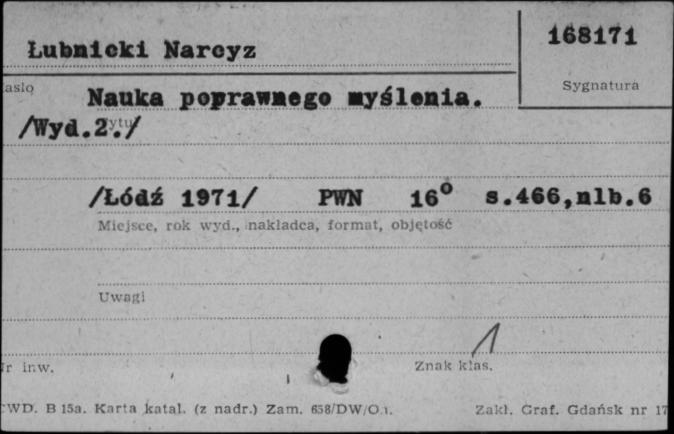 Łubnicki Narcyz
168171
asło
Sygnatura
Nauka poprawnego myślenia.
/Wyd.2./
/Łódź 1971/ PWN 16° s.466,nlb.6
Miejsce, rok wyd., nakładca, format, objętość
Uwagi
1
Nr inw.
Znak klas.
CWD. B 15a. Karta katal. (z nadr.) Zam. 658/DW/O.
Zakł. Graf. Gdańsk nr 17